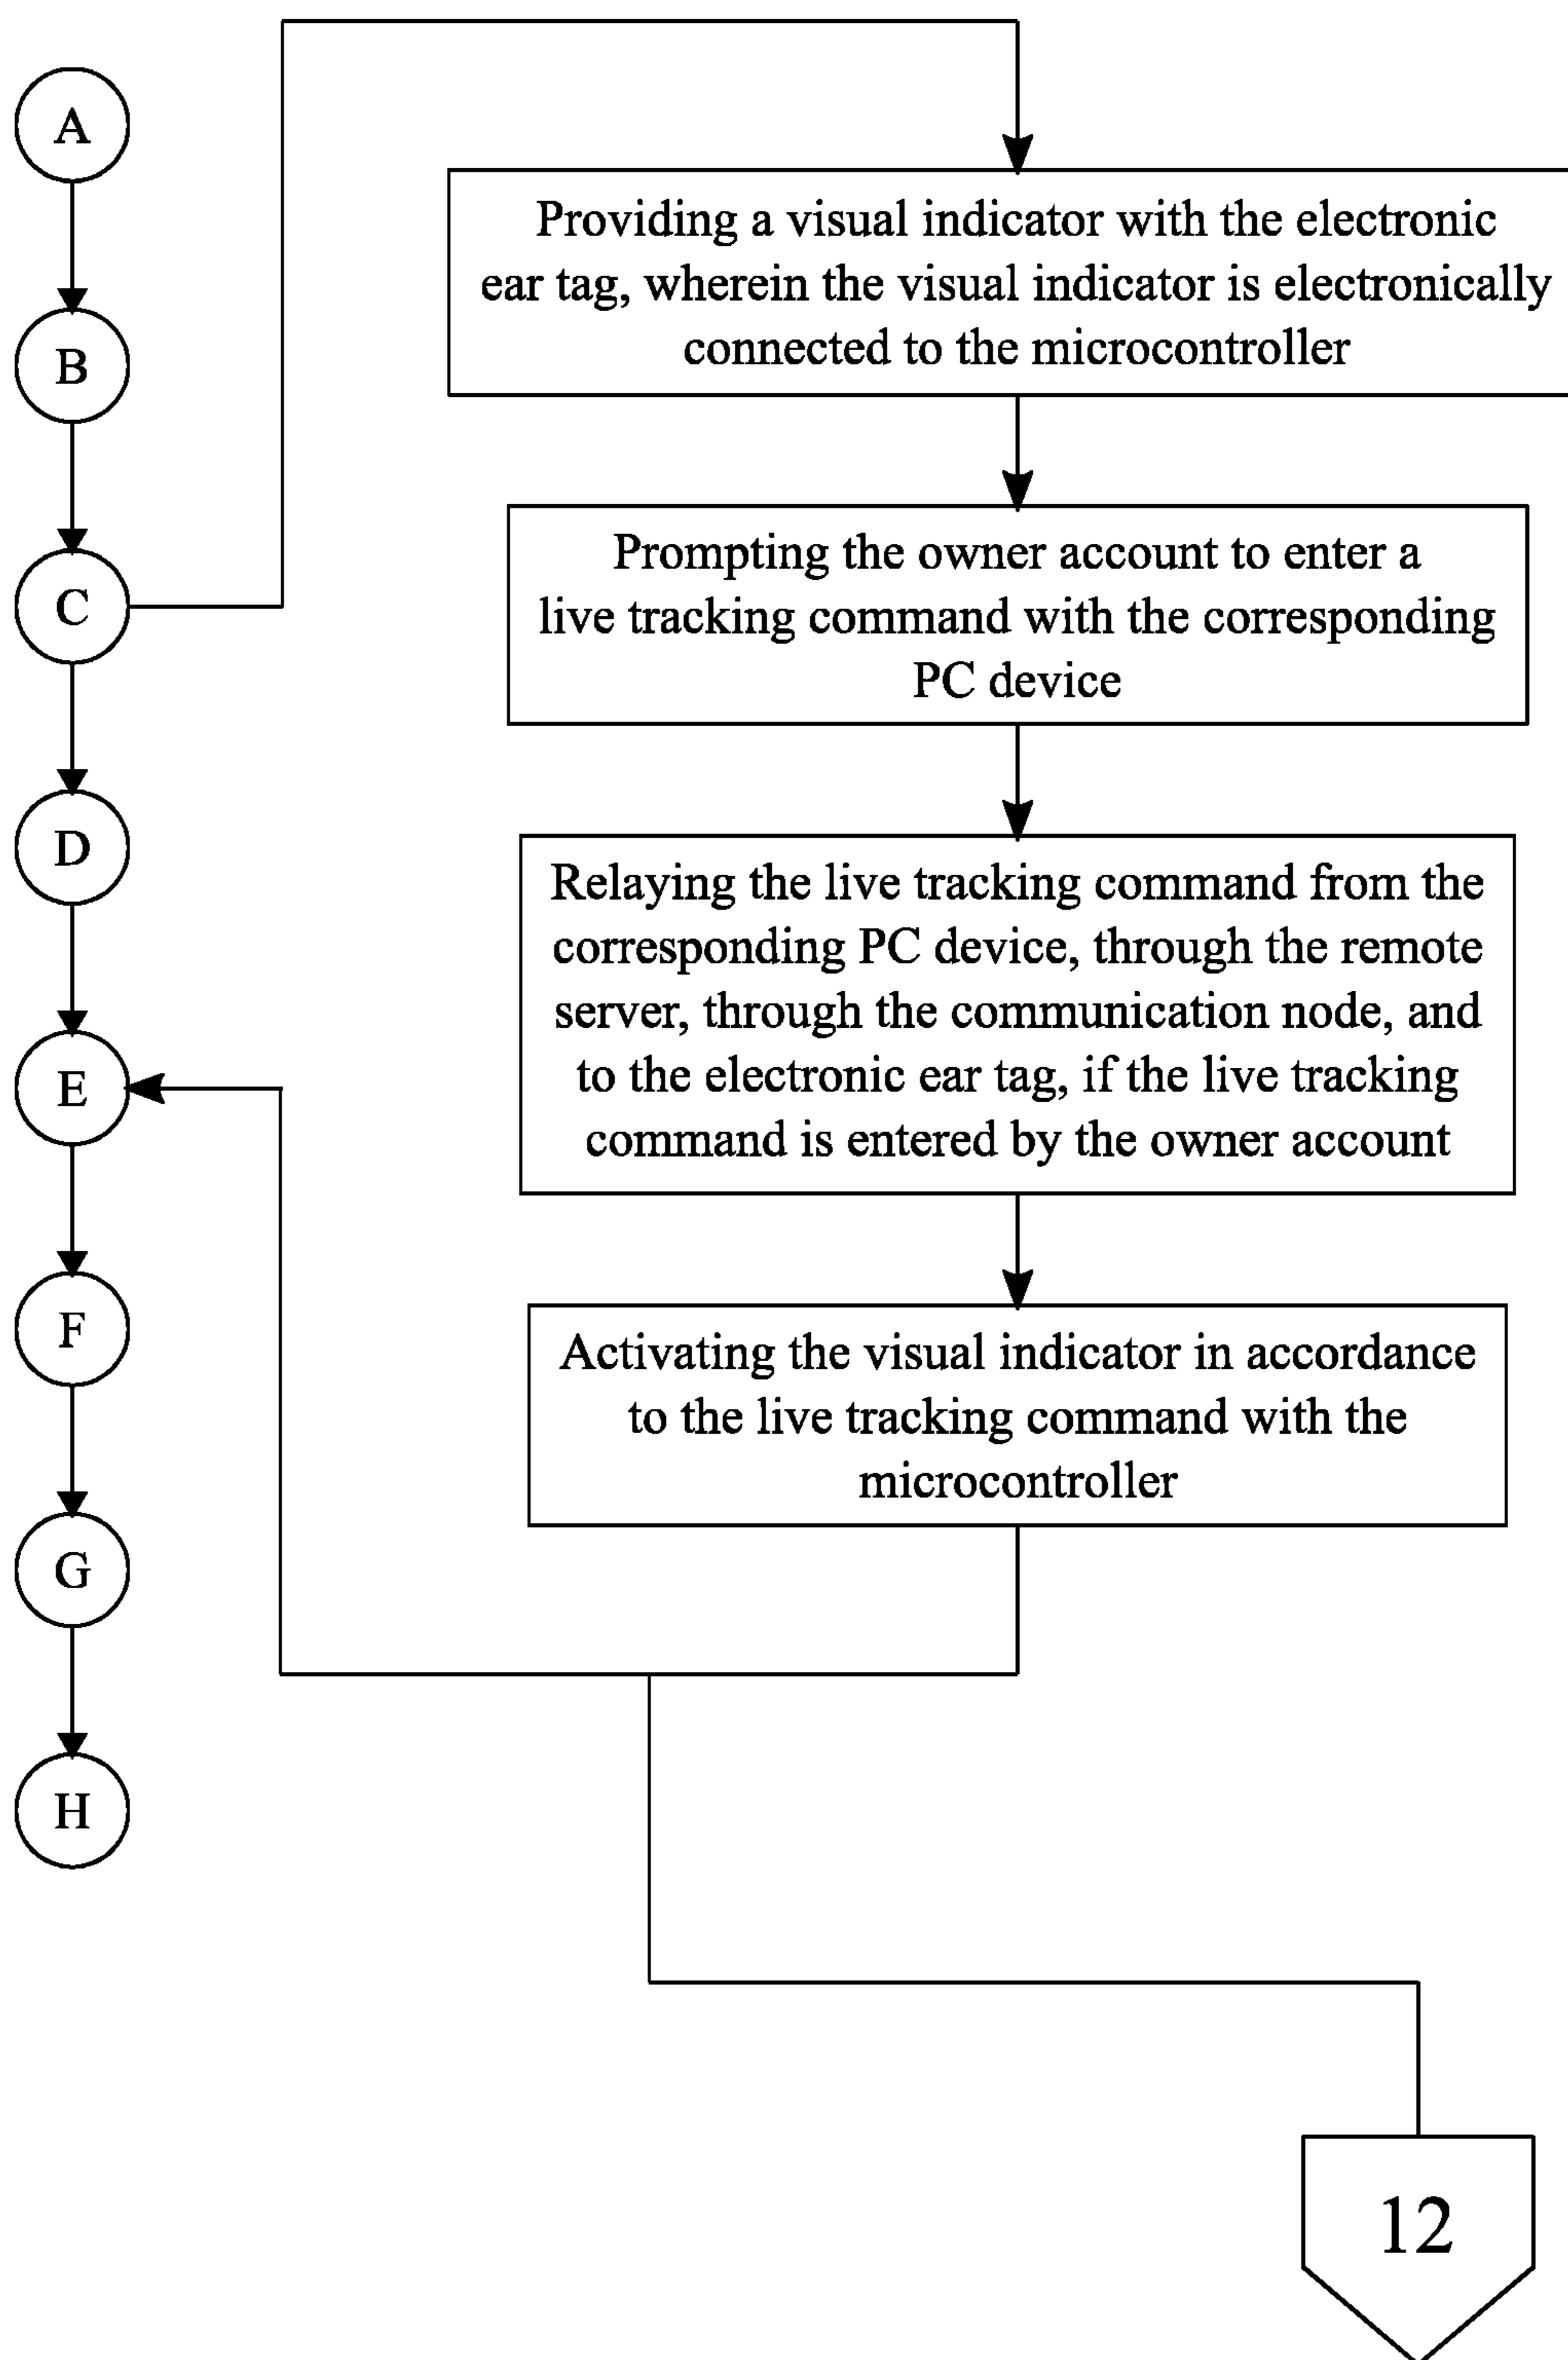 A
B
C
D
E
F
G
H
Providing a visual indicator with the electronic
ear tag, wherein the visual indicator is electronically
connected to the microcontroller
Prompting the owner account to enter a
live tracking command with the corresponding
PC device
Relaying the live tracking command from the
corresponding PC device, through the remote
server, through the communication node, and
to the electronic ear tag, if the live tracking
command is entered by the owner account
Activating the visual indicator in accordance
to the live tracking command with the
microcontroller
12